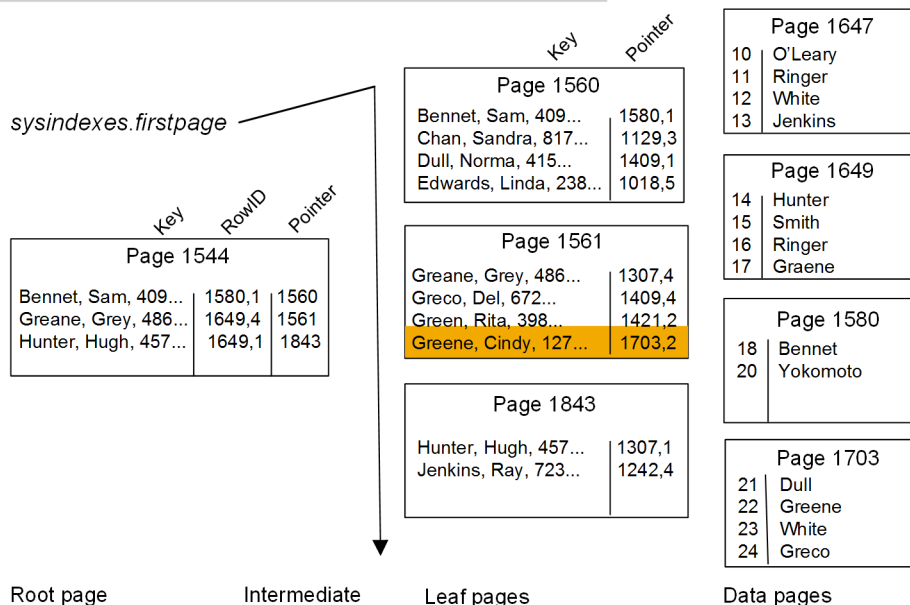 sysindexes.firstpage
Key RowID Pointer
Page 1544
Bennet, Sam, 409... 1580,1 1560
Greane, Grey, 486... 1649,4 1561
Hunter, Hugh, 457... 1649,1 1843
Key Pointer
Page 1560
Bennet, Sam, 409... 1580,1
Chan, Sandra, 817... 1129,3
Dull, Norma, 415... 1409,1
Edwards, Linda, 238... 1018,5
Page 1561
Greane, Grey, 486... 1307,4
Greco, Del, 672... 1409,4
Green, Rita, 398... 1421,2
Greene, Cindy, 127... 1703,2
Page 1843
Hunter, Hugh, 457... 1307,1
Jenkins, Ray, 723... 1242,4
Page 1647
10 O'Leary
11 Ringer
12 White
13 Jenkins
Page 1649
14 Hunter
15 Smith
16 Ringer
17 Graene
Page 1580
18 Bennet
20 Yokomoto
Page 1703
21 Dull
22 Greene
23 White
24 Greco
Root page Intermediate Leaf pages Data pages